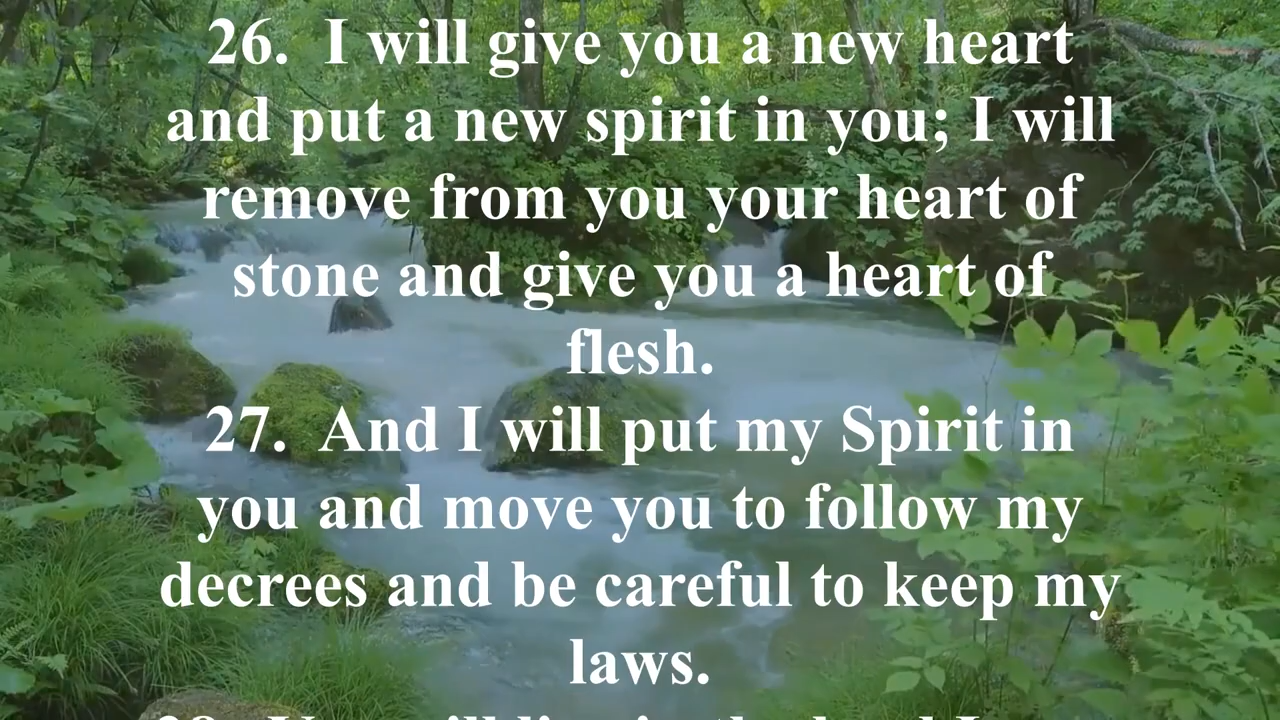 26.  I will give you a new heart
and put a new spirit in you; I will
remove from you your heart of
stone and give you a heart of
flesh.
27.  And I will put my Spirit in
you and move you to follow my
decrees and be careful to keep my
laws.